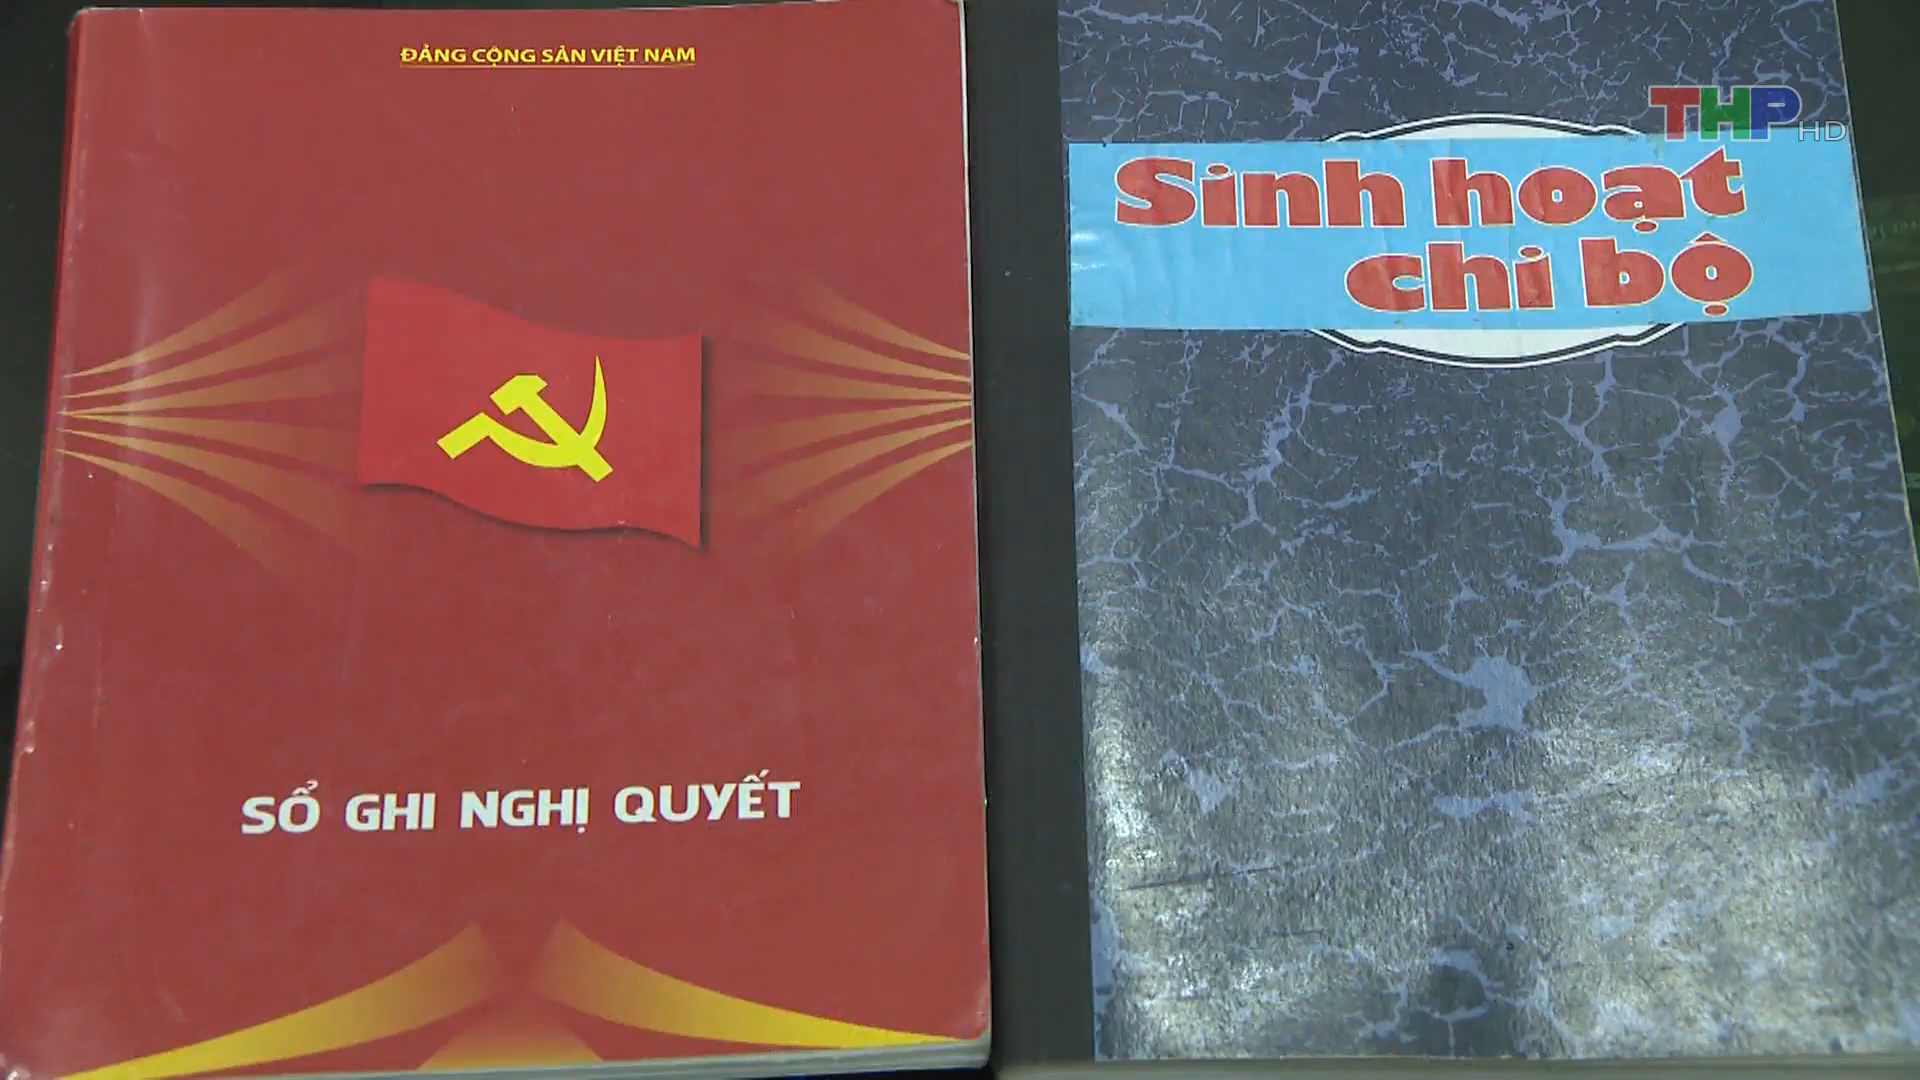 ĐẢNG CỘNG SẢN VIỆT NAM
SỔ GHI NGHỊ QUYẾT
THP HD
Sinh hoạt
chi bộ